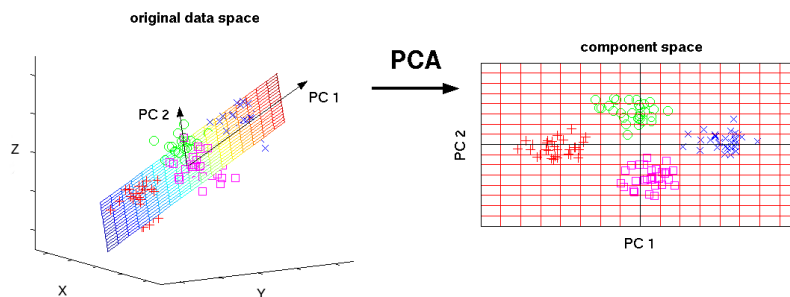 original data space
PC 1
PC 2
Z
X
Y
PCA
component space
PC 2
PC 1